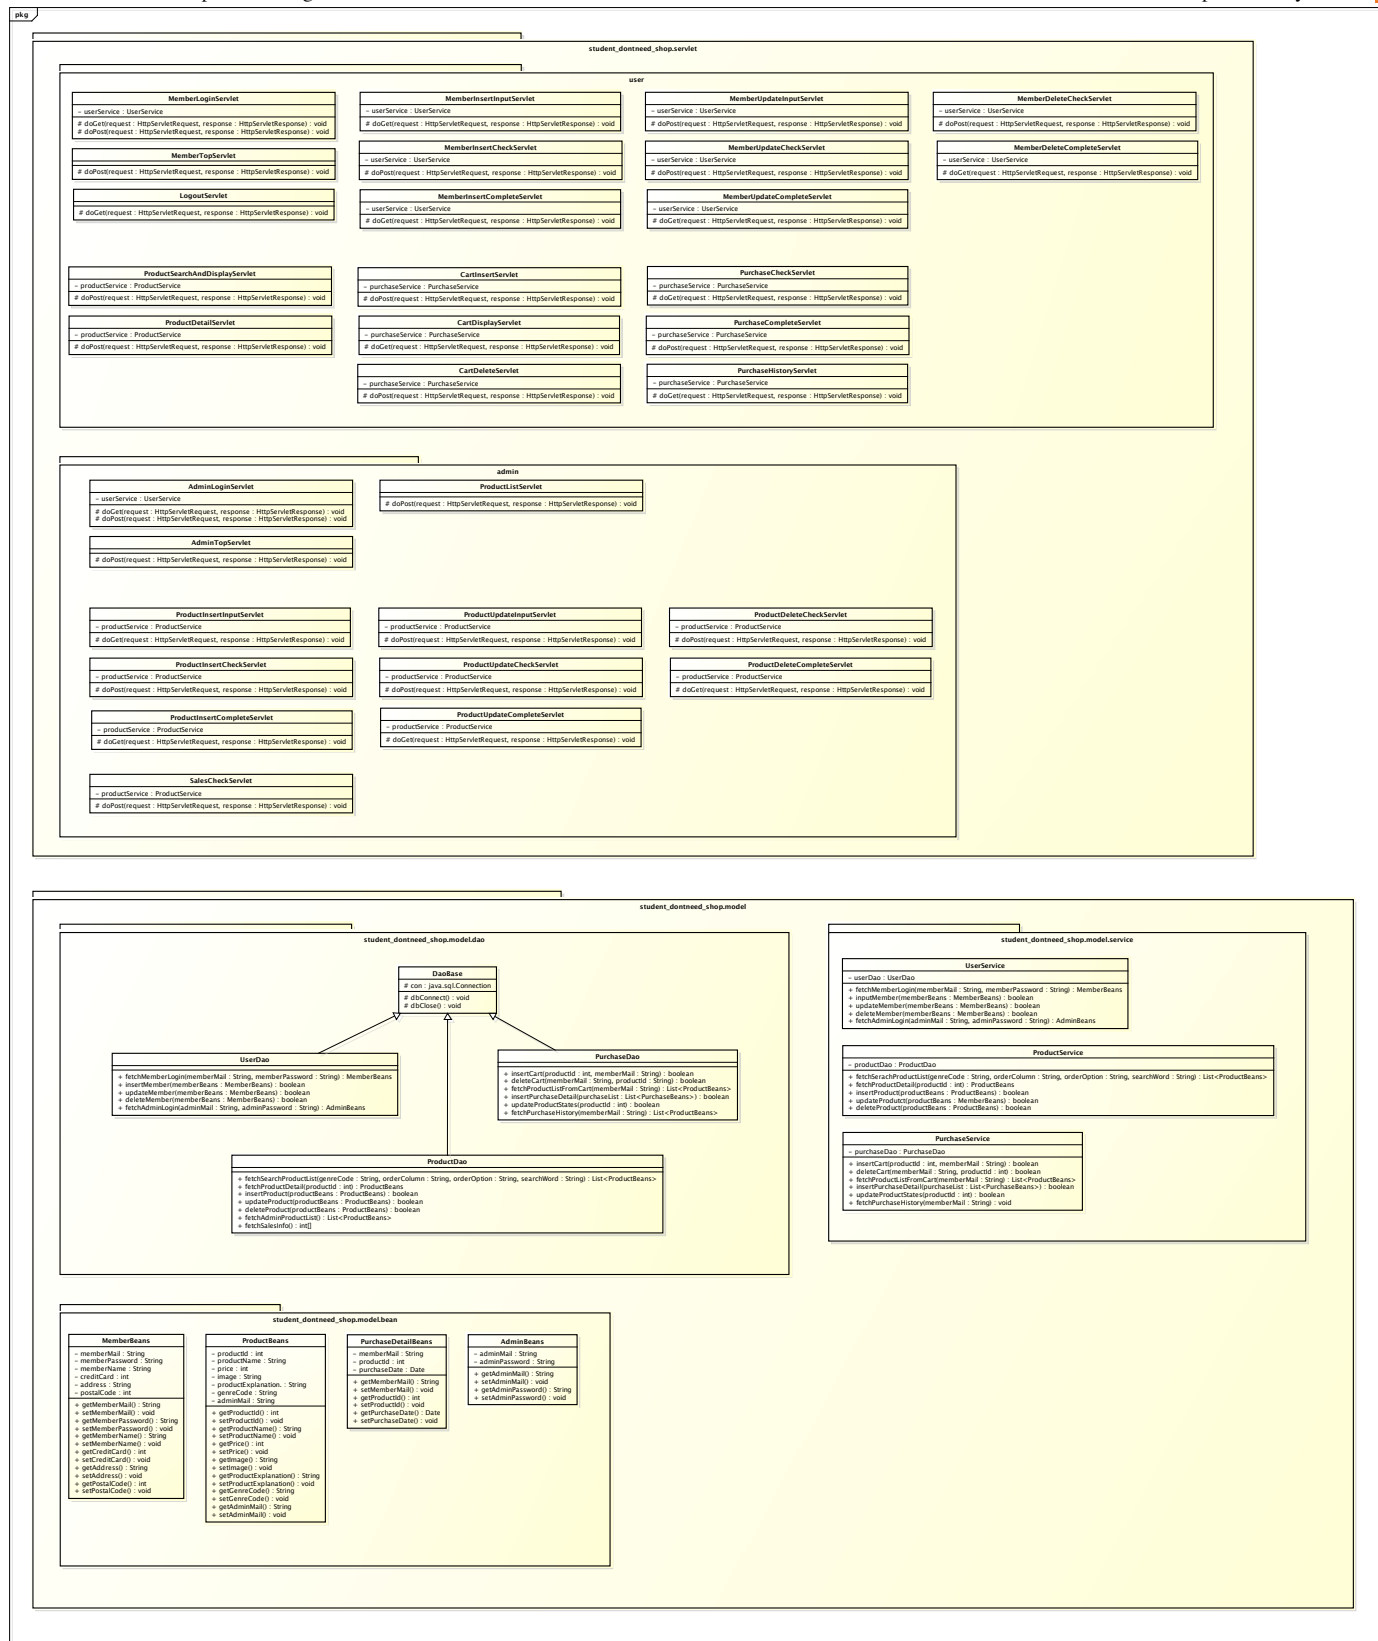 pkg
student_dontneed_shop.servlet
user
MemberLoginServlet
– userService : UserService
# doGet(request : HttpServletRequest, response : HttpServletResponse) : void
# doPost(request : HttpServletRequest, response : HttpServletResponse) : void
MemberTopServlet
# doPost(request : HttpServletRequest, response : HttpServletResponse) : void
LogoutServlet
# doGet(request : HttpServletRequest, response : HttpServletResponse) : void
MemberInsertInputServlet
– userService : UserService
# doGet(request : HttpServletRequest, response : HttpServletResponse) : void
MemberInsertCheckServlet
– userService : UserService
# doPost(request : HttpServletRequest, response : HttpServletResponse) : void
MemberInsertCompleteServlet
– userService : UserService
# doGet(request : HttpServletRequest, response : HttpServletResponse) : void
MemberUpdateInputServlet
– userService : UserService
# doPost(request : HttpServletRequest, response : HttpServletResponse) : void
MemberUpdateCheckServlet
– userService : UserService
# doPost(request : HttpServletRequest, response : HttpServletResponse) : void
MemberUpdateCompleteServlet
– userService : UserService
# doGet(request : HttpServletRequest, response : HttpServletResponse) : void
MemberDeleteCheckServlet
– userService : UserService
# doPost(request : HttpServletRequest, response : HttpServletResponse) : void
MemberDeleteCompleteServlet
– userService : UserService
# doGet(request : HttpServletRequest, response : HttpServletResponse) : void
ProductSearchAndDisplayServlet
– productService : ProductService
# doPost(request : HttpServletRequest, response : HttpServletResponse) : void
ProductDetailServlet
– productService : ProductService
# doPost(request : HttpServletRequest, response : HttpServletResponse) : void
CartInsertServlet
– purchaseService : PurchaseService
# doPost(request : HttpServletRequest, response : HttpServletResponse) : void
CartDisplayServlet
– purchaseService : PurchaseService
# doGet(request : HttpServletRequest, response : HttpServletResponse) : void
CartDeleteServlet
– purchaseService : PurchaseService
# doPost(request : HttpServletRequest, response : HttpServletResponse) : void
PurchaseCheckServlet
– purchaseService : PurchaseService
# doGet(request : HttpServletRequest, response : HttpServletResponse) : void
PurchaseCompleteServlet
– purchaseService : PurchaseService
# doPost(request : HttpServletRequest, response : HttpServletResponse) : void
PurchaseHistoryServlet
– purchaseService : PurchaseService
# doGet(request : HttpServletRequest, response : HttpServletResponse) : void
admin
AdminLoginServlet
– userService : UserService
# doGet(request : HttpServletRequest, response : HttpServletResponse) : void
# doPost(request : HttpServletRequest, response : HttpServletResponse) : void
AdminTopServlet
# doPost(request : HttpServletRequest, response : HttpServletResponse) : void
ProductListServlet
# doPost(request : HttpServletRequest, response : HttpServletResponse) : void
ProductInsertInputServlet
– productService : ProductService
# doGet(request : HttpServletRequest, response : HttpServletResponse) : void
ProductInsertCheckServlet
– productService : ProductService
# doPost(request : HttpServletRequest, response : HttpServletResponse) : void
ProductInsertCompleteServlet
– productService : ProductService
# doGet(request : HttpServletRequest, response : HttpServletResponse) : void
SalesCheckServlet
– productService : ProductService
# doPost(request : HttpServletRequest, response : HttpServletResponse) : void
ProductUpdateInputServlet
– productService : ProductService
# doPost(request : HttpServletRequest, response : HttpServletResponse) : void
ProductUpdateCheckServlet
– productService : ProductService
# doPost(request : HttpServletRequest, response : HttpServletResponse) : void
ProductUpdateCompleteServlet
– productService : ProductService
# doGet(request : HttpServletRequest, response : HttpServletResponse) : void
ProductDeleteCheckServlet
– productService : ProductService
# doPost(request : HttpServletRequest, response : HttpServletResponse) : void
ProductDeleteCompleteServlet
– productService : ProductService
# doGet(request : HttpServletRequest, response : HttpServletResponse) : void
student_dontneed_shop.model
student_dontneed_shop.model.dao
DaoBase
# con : java.sql.Connection
# dbConnect() : void
# dbClose() : void
UserDao
+ fetchMemberLogin(memberMail : String, memberPassword : String) : MemberBeans
+ insertMember(memberBeans : MemberBeans) : boolean
+ updateMember(memberBeans : MemberBeans) : boolean
+ deleteMember(memberBeans : MemberBeans) : boolean
+ fetchAdminLogin(adminMail : String, adminPassword : String) : AdminBeans
PurchaseDao
+ insertCart(productId : int, memberMail : String) : boolean
+ deleteCart(memberMail : String, productId : String) : boolean
+ fetchProductListFromCart(memberMail : String) : List<ProductBeans>
+ insertPurchaseDetail(purchaseList : List<PurchaseBeans>) : boolean
+ updateProductStates(productId : int) : boolean
+ fetchPurchaseHistory(memberMail : String) : List<ProductBeans>
ProductDao
+ fetchSearchProductList(genreCode : String, orderColumn : String, orderOption : String, searchWord : String) : List<ProductBeans>
+ fetchProductDetail(productId : int) : ProductBeans
+ insertProduct(productBeans : ProductBeans) : boolean
+ updateProduct(productBeans : ProductBeans) : boolean
+ deleteProduct(productBeans : ProductBeans) : boolean
+ fetchAdminProductList() : List<ProductBeans>
+ fetchSalesInfo() : int[]
student_dontneed_shop.model.service
UserService
– userDao : UserDao
+ fetchMemberLogin(memberMail : String, memberPassword : String) : MemberBeans
+ inputMember(memberBeans : MemberBeans) : boolean
+ updateMember(memberBeans : MemberBeans) : boolean
+ deleteMember(memberBeans : MemberBeans) : boolean
+ fetchAdminLogin(adminMail : String, adminPassword : String) : AdminBeans
ProductService
– productDao : ProductDao
+ fetchSerachProductList(genreCode : String, orderColumn : String, orderOption : String, searchWord : String) : List<ProductBeans>
+ fetchProductDetail(productId : int) : ProductBeans
+ insertProduct(productBeans : ProductBeans) : boolean
+ updateProdutct(productBeans : MemberBeans) : boolean
+ deleteProduct(productBeans : ProductBeans) : boolean
PurchaseService
– purchaseDao : PurchaseDao
+ insertCart(productId : int, memberMail : String) : boolean
+ deleteCart(memberMail : String, productId : int) : boolean
+ fetchProductListFromCart(memberMail : String) : List<ProductBeans>
+ insertPurchaseDetail(purchaseList : List<PurchaseBeans>) : boolean
+ updateProductStates(productId : int) : boolean
+ fetchPurchaseHistory(memberMail : String) : void
student_dontneed_shop.model.bean
MemberBeans
– memberMail : String
– memberPassword : String
– memberName : String
– creditCard : int
– address : String
– postalCode : int
+ getMemberMail() : String
+ setMemberMail() : void
+ getMemberPassword() : String
+ setMemberPassword() : void
+ getMemberName() : String
+ setMemberName() : void
+ getCreditCard() : int
+ setCreditCard() : void
+ getAddress() : String
+ setAddress() : void
+ getPostalCode() : int
+ setPostalCode() : void
ProductBeans
– productId : int
– productName : String
– price : int
– image : String
– productExplanation. : String
– genreCode : String
– adminMail : String
+ getProductId() : int
+ setProductId() : void
+ getProductName() : String
+ setProductName() : void
+ getPrice() : int
+ setPrice() : void
+ getImage() : String
+ setImage() : void
+ getProductExplanation() : String
+ setProductExplanation() : void
+ getGenreCode() : String
+ setGenreCode() : void
+ getAdminMail() : String
+ setAdminMail() : void
PurchaseDetailBeans
– memberMail : String
– productId : int
– purchaseDate : Date
+ getMemberMail() : String
+ setMemberMail() : void
+ getProductId() : int
+ setProductId() : void
+ getPurchaseDate() : Date
+ setPurchaseDate() : void
AdminBeans
– adminMail : String
– adminPassword : String
+ getAdminMail() : String
+ setAdminMail() : void
+ getAdminPassword() : String
+ setAdminPassword() : void